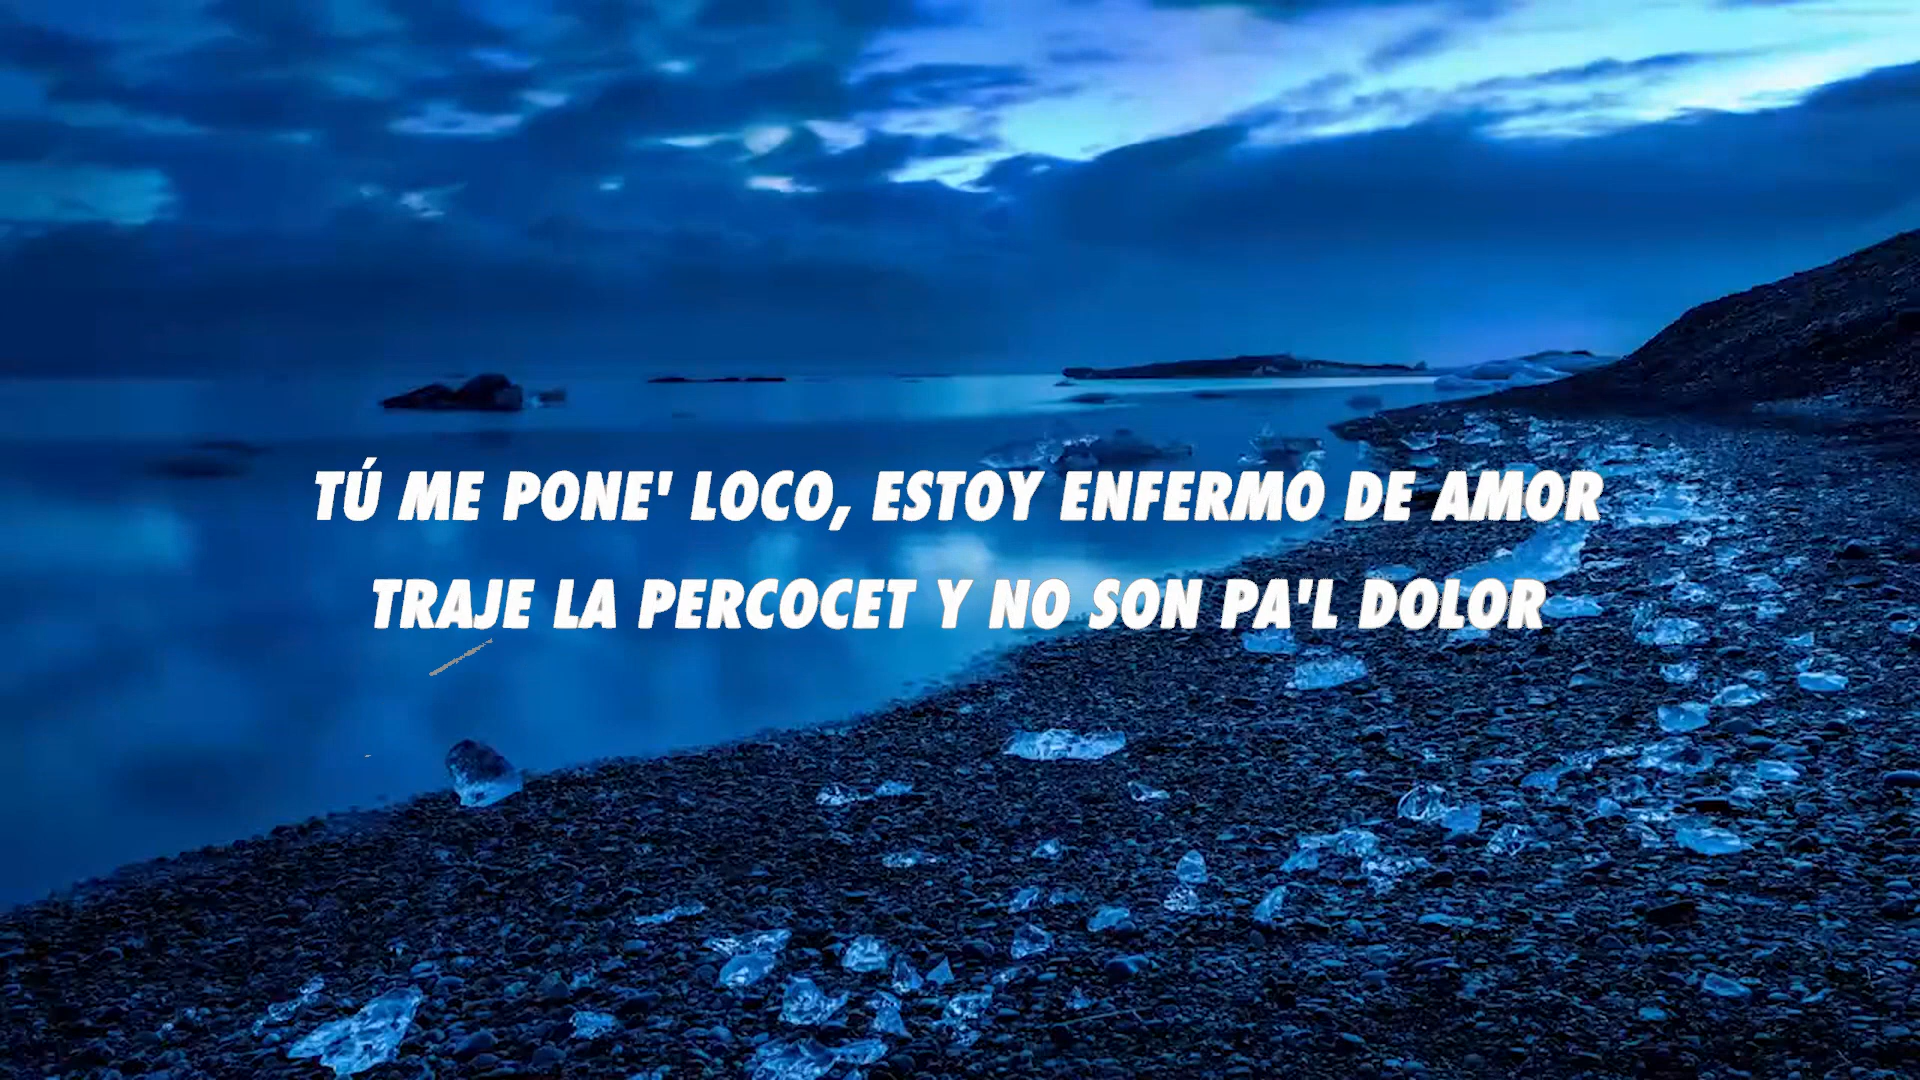 TÚ ME PONE' LOCO, ESTOY ENFERMO DE AMOR
TRAJE LA PERCOCET Y NO SON PA'L DOLOR